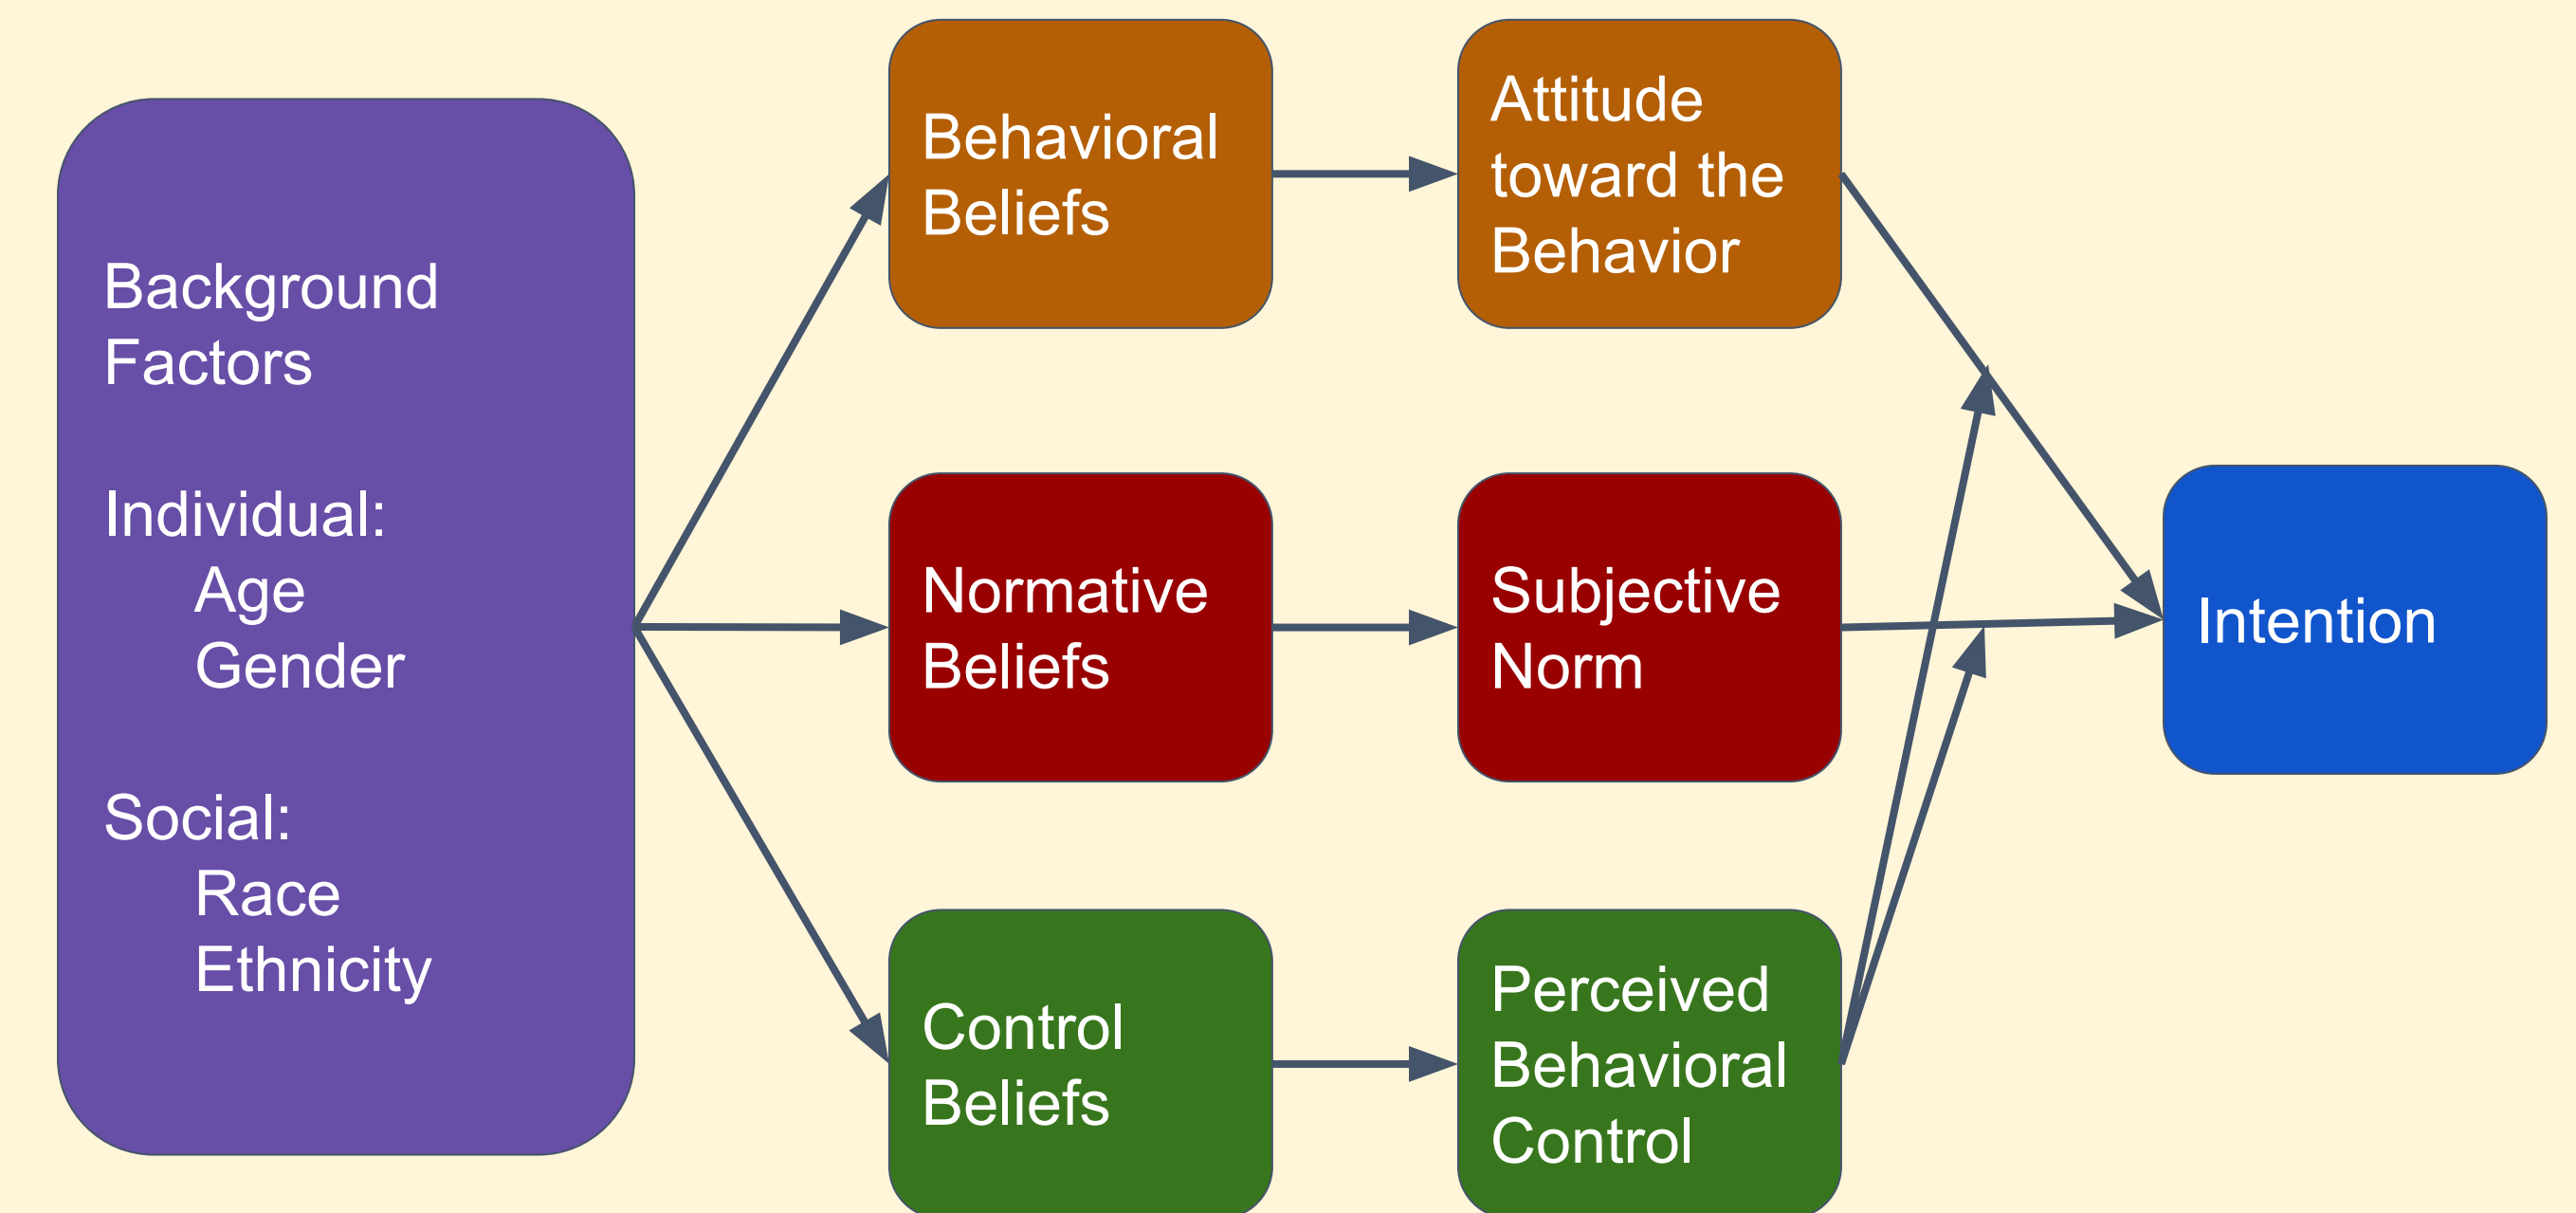 Background
Factors
Individual:
Age
Gender
Social:
Race
Ethnicity
Behavioral
Beliefs
Attitude
toward the
Behavior
Normative
Beliefs
Subjective
Norm
Control
Beliefs
Perceived
Behavioral
Control
Intention